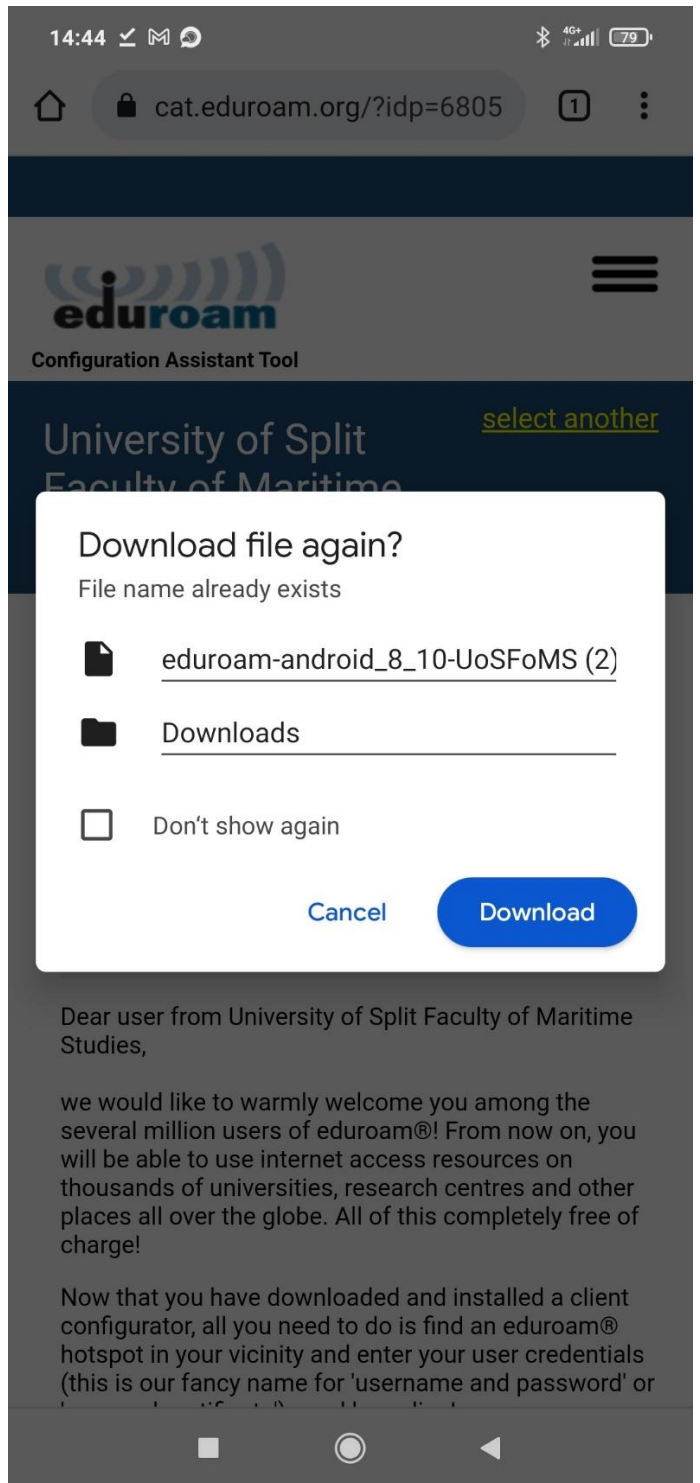 14:44
4G+
79
cat.eduroam.org/?idp=6805
1
eduroam
Configuration Assistant Tool
select another
University of Split
Faculty of Maritime
Download file again?
File name already exists
eduroam-android_8_10-UoSFoMS (2)
Downloads
Don't show again
Cancel
Download
Dear user from University of Split Faculty of Maritime
Studies,
we would like to warmly welcome you among the
several million users of eduroam®! From now on, you
will be able to use internet access resources on
thousands of universities, research centres and other
places all over the globe. All of this completely free of
charge!
Now that you have downloaded and installed a client
configurator, all you need to do is find an eduroam®
hotspot in your vicinity and enter your user credentials
(this is our fancy name for 'username and password' or